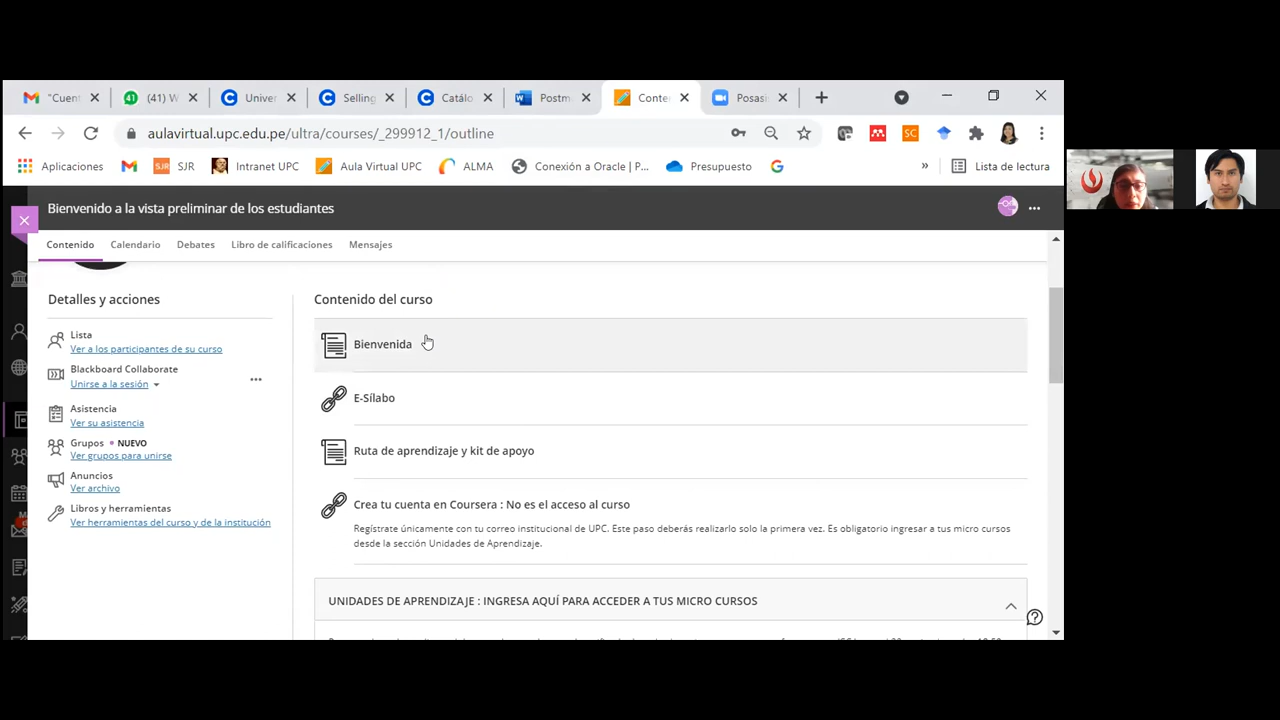 "Cuent
(41) W
Univer
Selling
Catálo
Postm
Conte
Posasi
aulavirtual.upc.edu.pe/ultra/courses/_299912_1/outline
Aplicaciones
SJR
Intranet UPC
Aula Virtual UPC
ALMA
Conexión a Oracle | P...
Presupuesto
»
Lista de lectura
Bienvenido a la vista preliminar de los estudiantes
Contenido
Calendario
Debates
Libro de calificaciones
Mensajes
Detalles y acciones
Lista
Ver a los participantes de su curso
Blackboard Collaborate
Unirse a la sesión
Asistencia
Ver su asistencia
Grupos • NUEVO
Ver grupos para unirse
Anuncios
Ver archivo
Libros y herramientas
Ver herramientas del curso y de la institución
Contenido del curso
Bienvenida
E-Sílabo
Ruta de aprendizaje y kit de apoyo
Crea tu cuenta en Coursera : No es el acceso al curso
Regístrate únicamente con tu correo institucional de UPC. Este paso deberás realizarlo solo la primera vez. Es obligatorio ingresar a tus micro cursos
desde la sección Unidades de Aprendizaje.
UNIDADES DE APRENDIZAJE : INGRESA AQUÍ PARA ACCEDER A TUS MICRO CURSOS